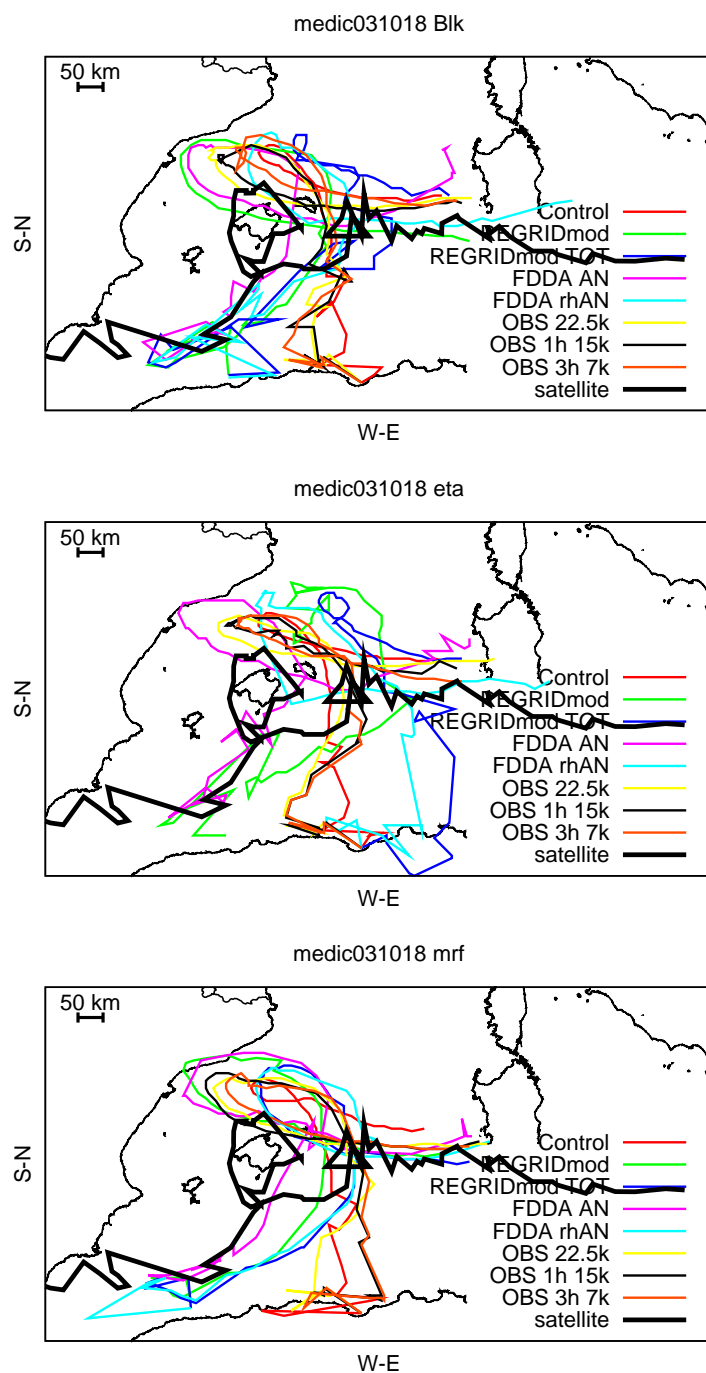 medic031018 Blk
50 km
S-N
Control
REGRIDmod
REGRIDmod TOT
FDDA AN
FDDA rhAN
OBS 22.5k
OBS 1h 15k
OBS 3h 7k
satellite
W-E
medic031018 eta
50 km
S-N
Control
REGRIDmod
REGRIDmod TOT
FDDA AN
FDDA rhAN
OBS 22.5k
OBS 1h 15k
OBS 3h 7k
satellite
W-E
medic031018 mrf
50 km
S-N
Control
REGRIDmod
REGRIDmod TOT
FDDA AN
FDDA rhAN
OBS 22.5k
OBS 1h 15k
OBS 3h 7k
satellite
W-E